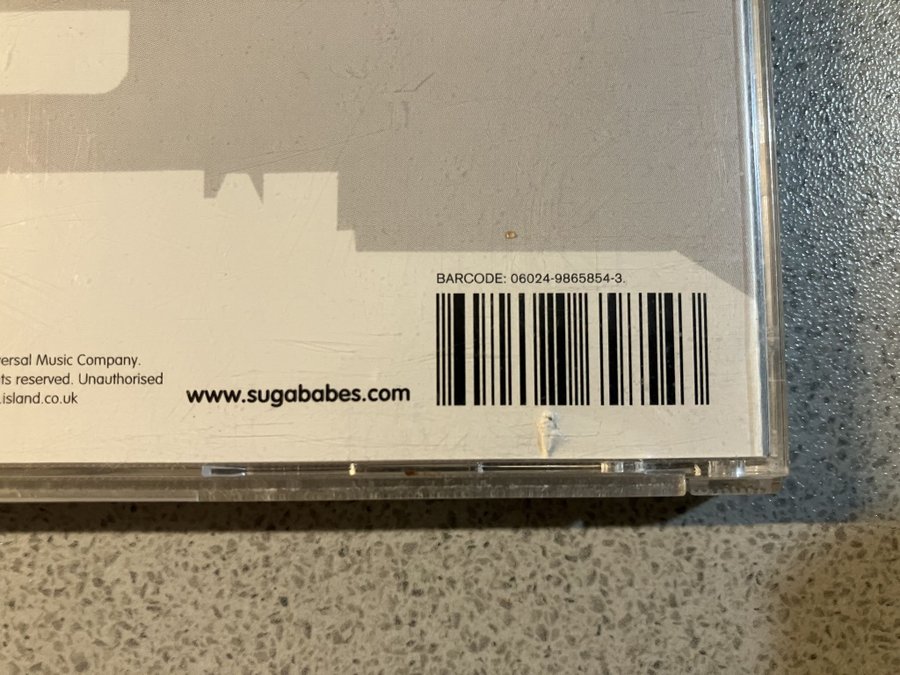 BARCODE: 06024-9865854-3.
ersal Music Company.
ts reserved. Unauthorised
.island.co.uk
www.sugababes.com